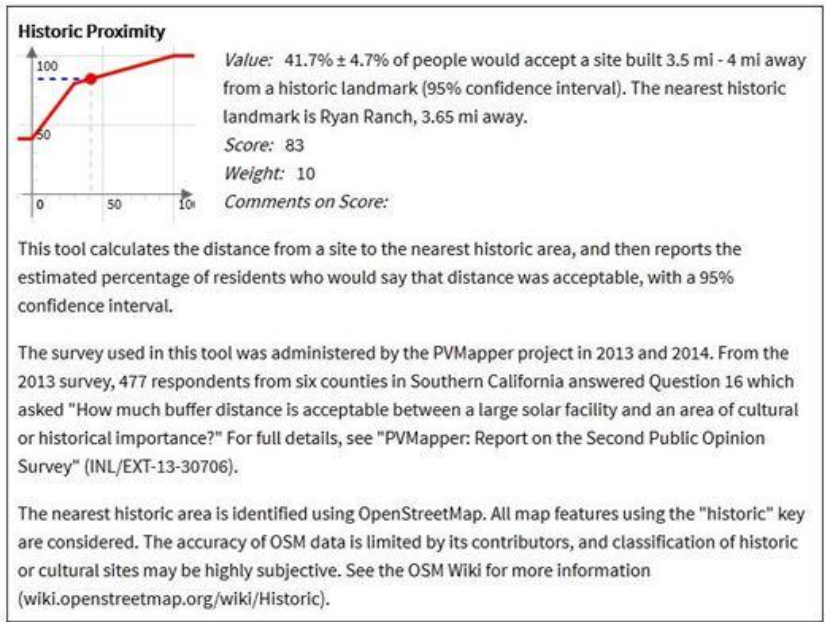 Historic Proximity
100
50
0
50
10
Value: 41.7% ± 4.7% of people would accept a site built 3.5 mi - 4 mi away
from a historic landmark (95% confidence interval). The nearest historic
landmark is Ryan Ranch, 3.65 mi away.
Score: 83
Weight: 10
Comments on Score:
This tool calculates the distance from a site to the nearest historic area, and then reports the
estimated percentage of residents who would say that distance was acceptable, with a 95%
confidence interval.
The survey used in this tool was administered by the PVMapper project in 2013 and 2014. From the
2013 survey, 477 respondents from six counties in Southern California answered Question 16 which
asked "How much buffer distance is acceptable between a large solar facility and an area of cultural
or historical importance?" For full details, see "PVMapper: Report on the Second Public Opinion
Survey" (INL/EXT-13-30706).
The nearest historic area is identified using OpenStreetMap. All map features using the "historic" key
are considered. The accuracy of OSM data is limited by its contributors, and classification of historic
or cultural sites may be highly subjective. See the OSM Wiki for more information
(wiki.openstreetmap.org/wiki/Historic).